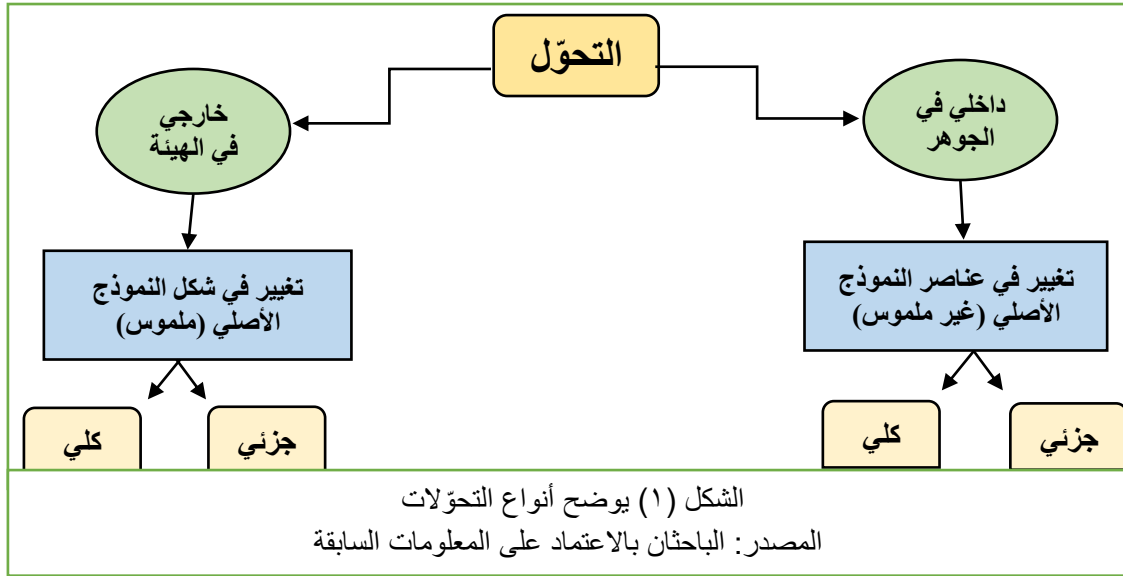 التحوّل
داخلي في
الجوهر
خارجي
في الهيئة
تغيير في عناصر النموذج
الأصلي (غير ملموس)
تغيير في شكل النموذج
الأصلي (ملموس)
جزئي
كلي
جزئي
كلي
الشكل (١) يوضح أنواع التحوّلات
المصدر: الباحثان بالاعتماد على المعلومات السابقة